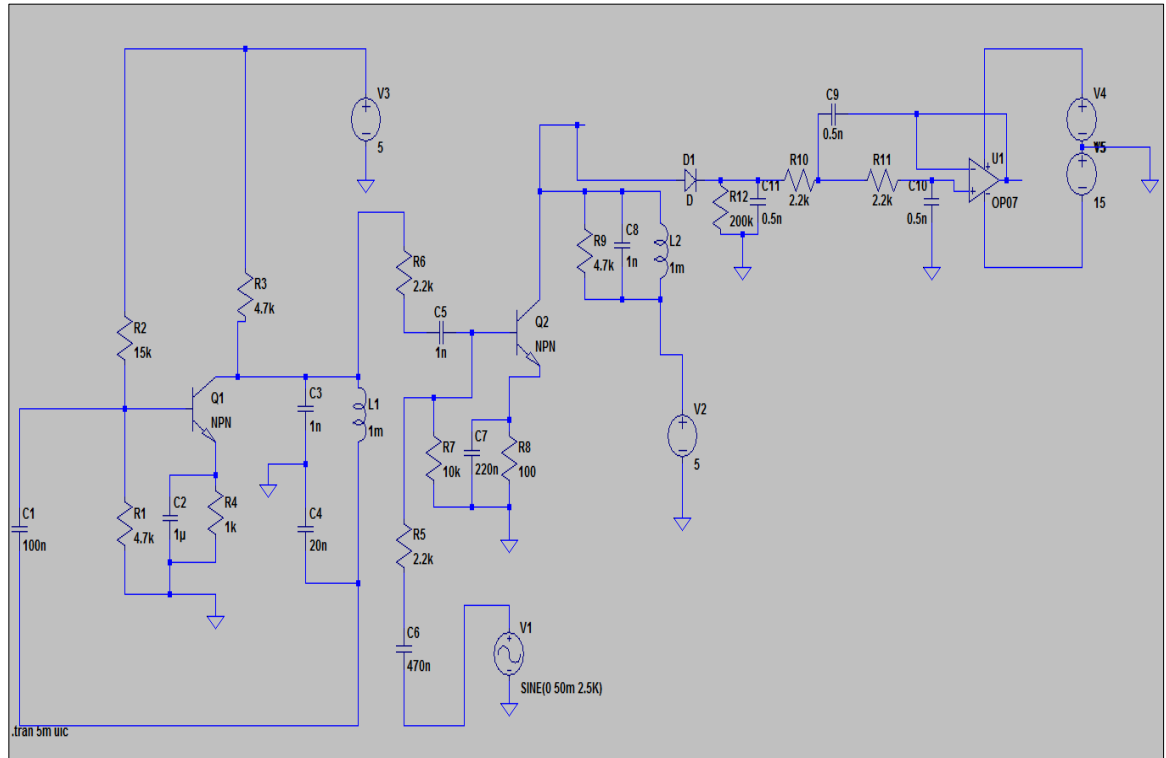 V3
5
R3
4.7k
R2
15k
Q1
NPN
C3
1n
L1
1m
C2
1µ
R4
1k
R1
4.7k
C1
100n
C4
20n
R6
2.2k
C5
1n
Q2
NPN
R7
10k
C7
220n
R8
100
R5
2.2k
C6
470n
V1
SINE(0 50m 2.5K)
R9
4.7k
C8
1n
L2
1m
V2
5
D1
D
R12
200k
C11
0.5n
R10
2.2k
C9
0.5n
R11
2.2k
C10
0.5n
U1
OP07
V4
V5
15
.tran 5m uic